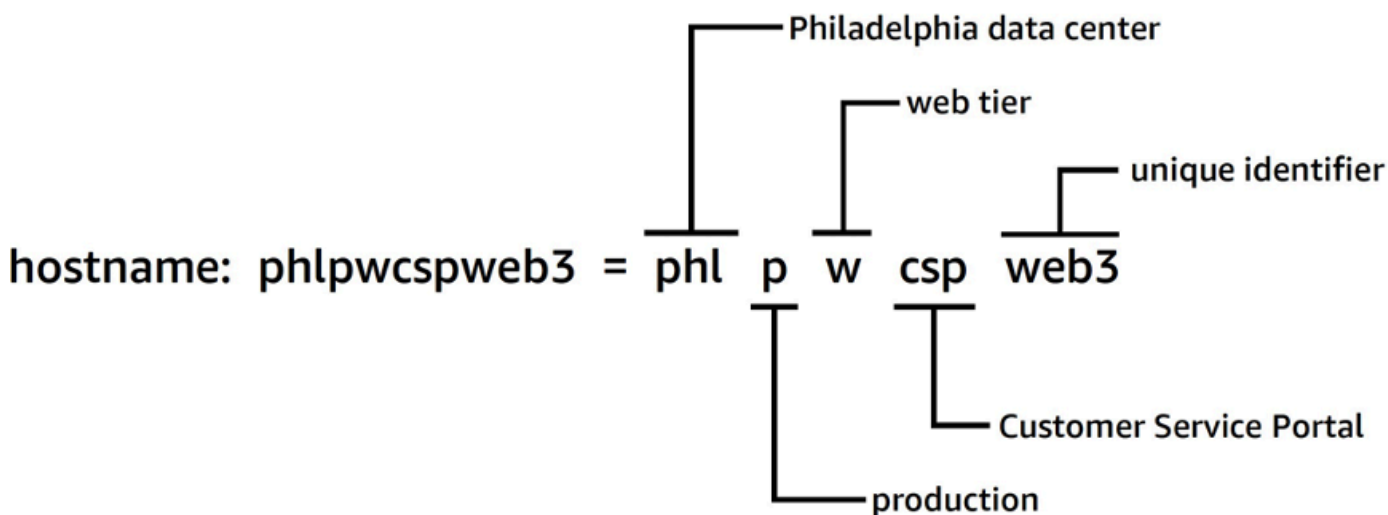 Philadelphia data center
web tier
unique identifier
hostname: phlpwcspweb3 = phl p w csp web3
Customer Service Portal
production